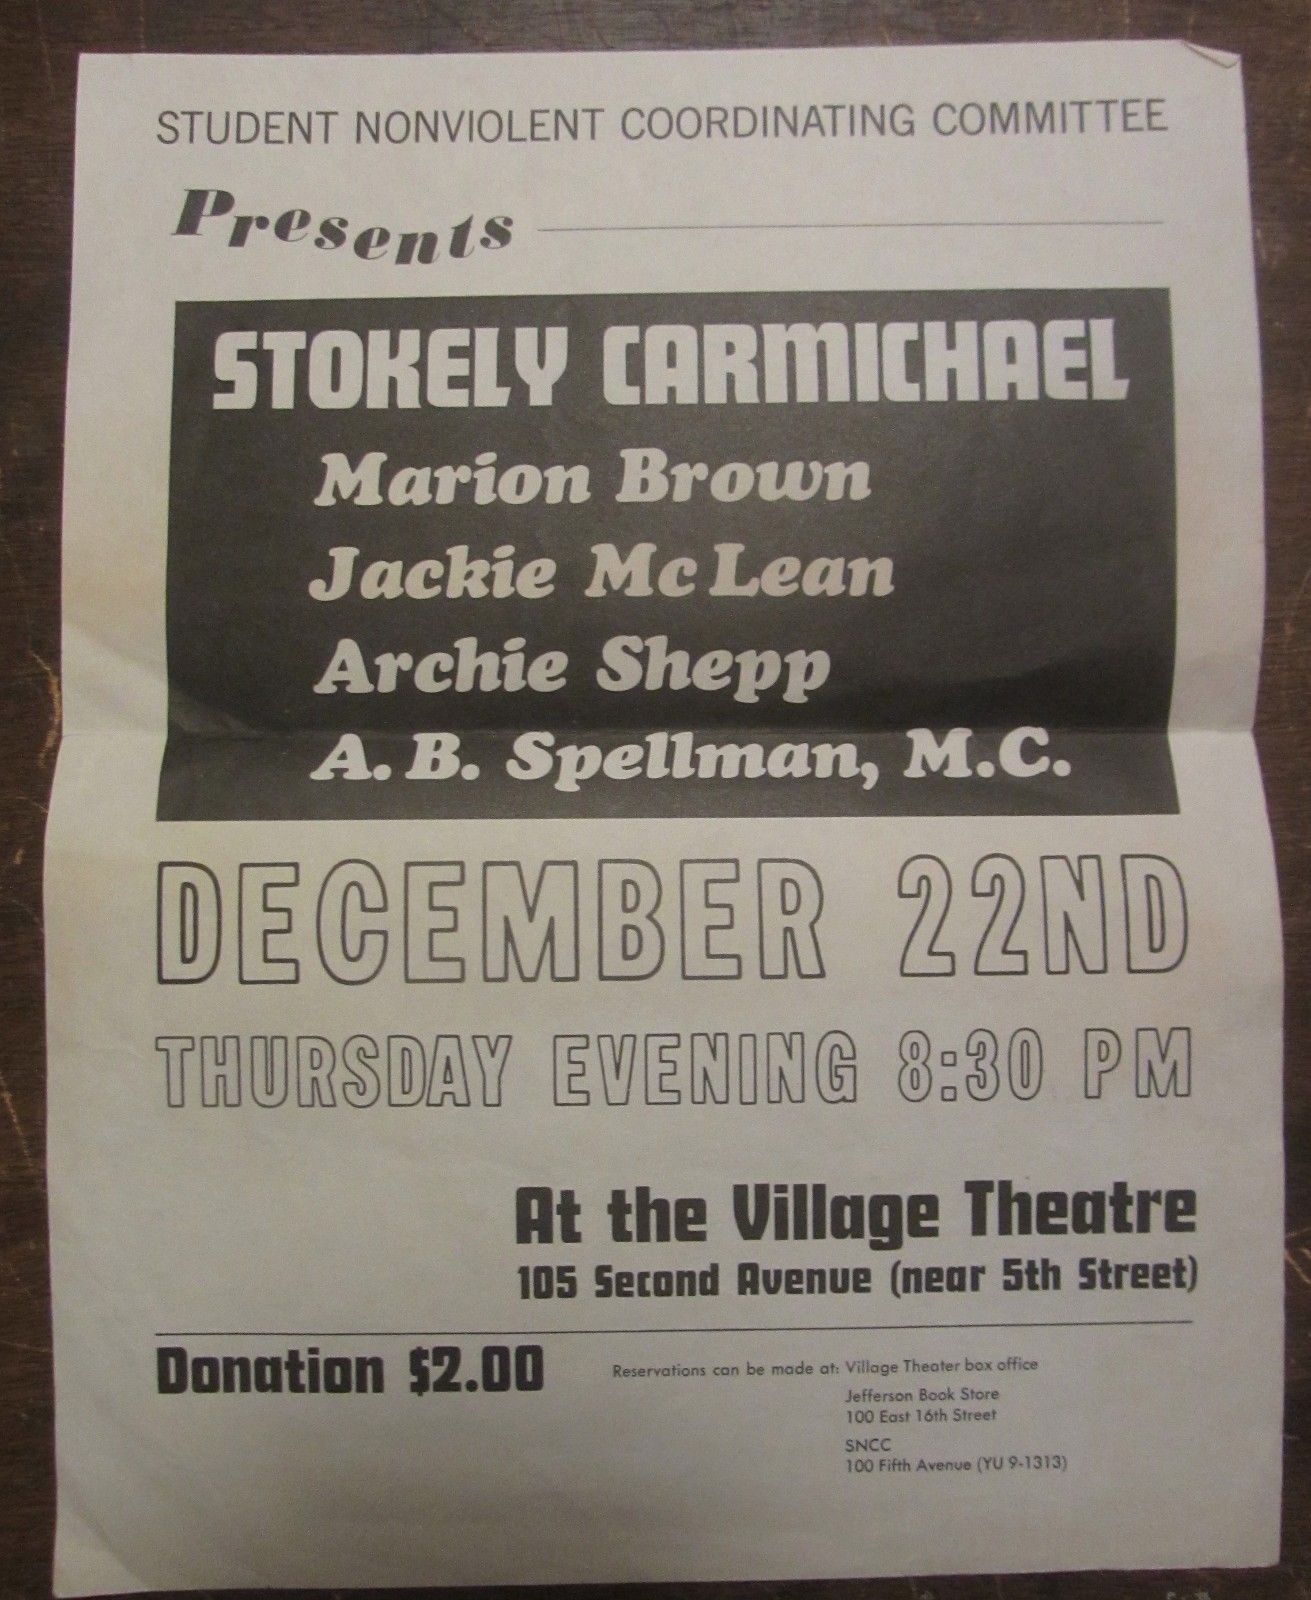 STUDENT NONVIOLENT COORDINATING COMMITTEE
Presents
STOKELY CARMICHAEL
Marion Brown
Jackie McLean
Archie Shepp
A. B. Spellman, M.C.
DECEMBER 22ND
THURSDAY EVENING 8:30 PM
At the Village Theatre
105 Second Avenue (near 5th Street)
Donation $2.00
Reservations can be made at: Village Theater box office
Jefferson Book Store
100 East 16th Street
SNCC
100 Fifth Avenue (YU 9-1313)